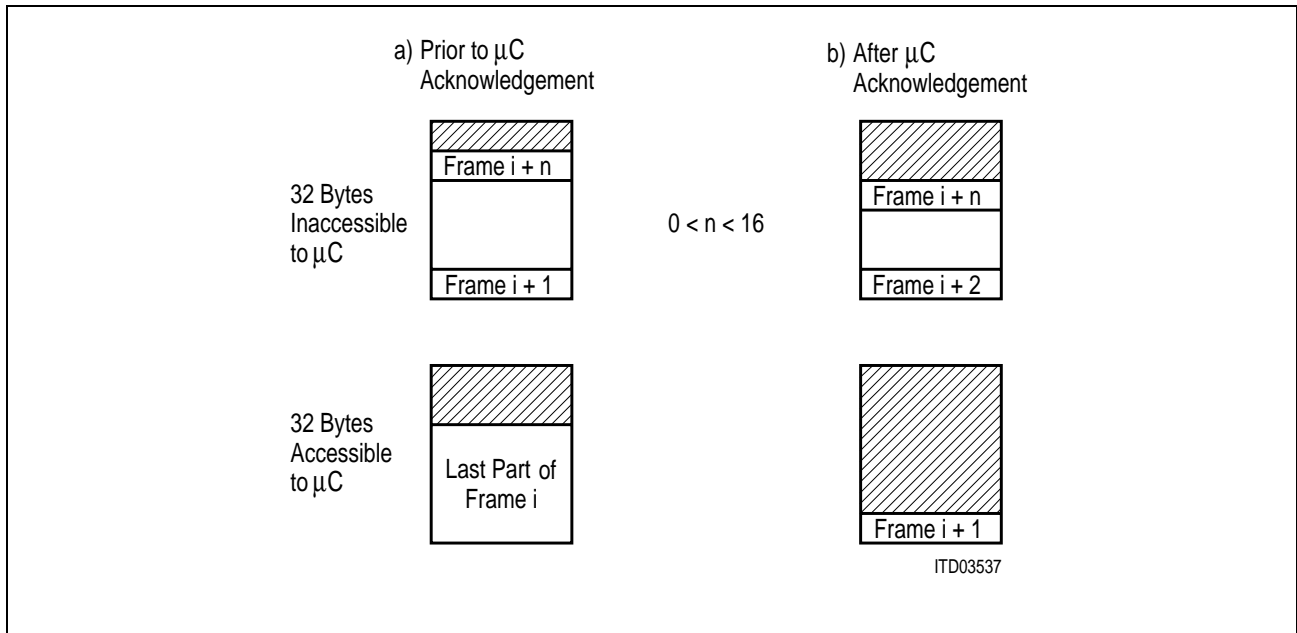 a) Prior to μC
Acknowledgement
b) After μC
Acknowledgement
Frame i + n
32 Bytes
Inaccessible
to μC
Frame i + 1
0 < n < 16
Frame i + n
Frame i + 2
32 Bytes
Accessible
to μC
Last Part of
Frame i
Frame i + 1
ITD03537